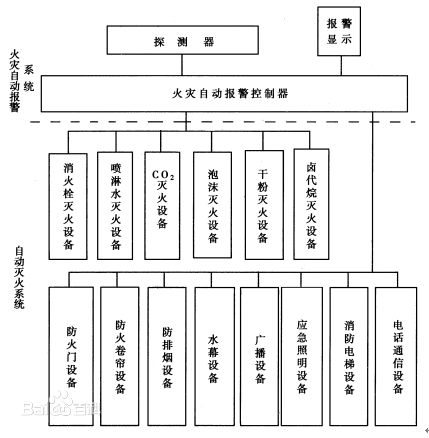 报警
显示
探测器
火灾自动报警
系统
火灾自动报警控制器
消火栓灭火设备
喷淋水灭火设备
CO2灭火设备
泡沫灭火设备
干粉灭火设备
卤代烷灭火设备
自动灭火系统
防火门设备
防火卷帘设备
防排烟设备
水幕设备
广播设备
应急照明设备
消防电梯设备
电话通信设备
Bai百科